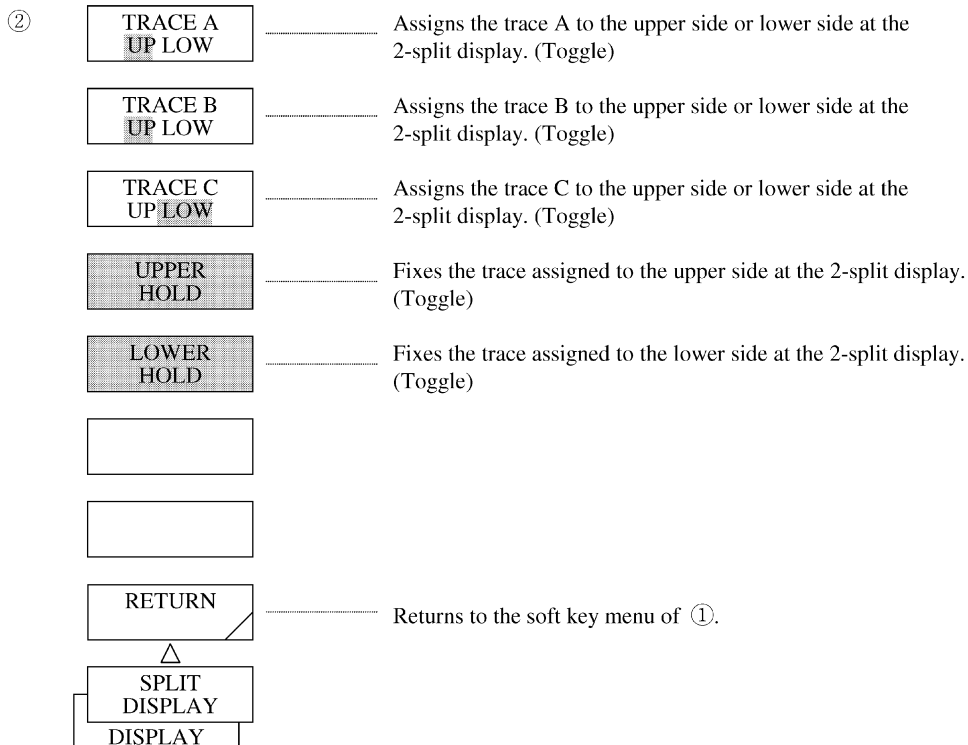 ②
TRACE A
UP LOW
Assigns the trace A to the upper side or lower side at the
2-split display. (Toggle)
TRACE B
UP LOW
Assigns the trace B to the upper side or lower side at the
2-split display. (Toggle)
TRACE C
UP LOW
Assigns the trace C to the upper side or lower side at the
2-split display. (Toggle)
UPPER
HOLD
Fixes the trace assigned to the upper side at the 2-split display.
(Toggle)
LOWER
HOLD
Fixes the trace assigned to the lower side at the 2-split display.
(Toggle)
RETURN
Returns to the soft key menu of ①.
SPLIT
DISPLAY
DISPLAY